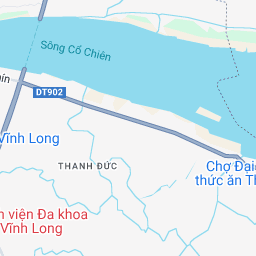 Sông Cổ Chiên
DT902
Vĩnh Long
THANH ĐỨC
Chợ Đại
thức ăn Th
viện Đa khoa
Vĩnh Long